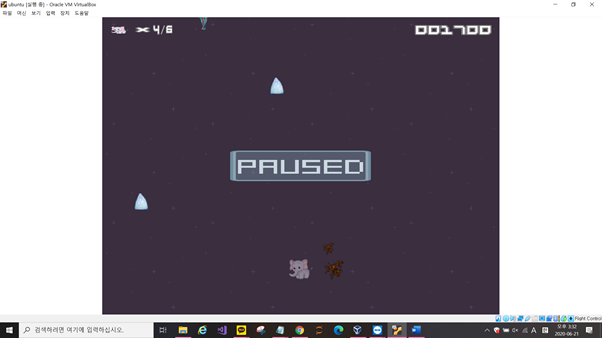 ubuntu [실행 중] - Oracle VM VirtualBox
파일 머신 보기 입력 장치 도움말
4/6
001700
PAUSED
Right Control
검색하려면 여기에 입력하십시오.
A
오후 3:32
2020-06-21